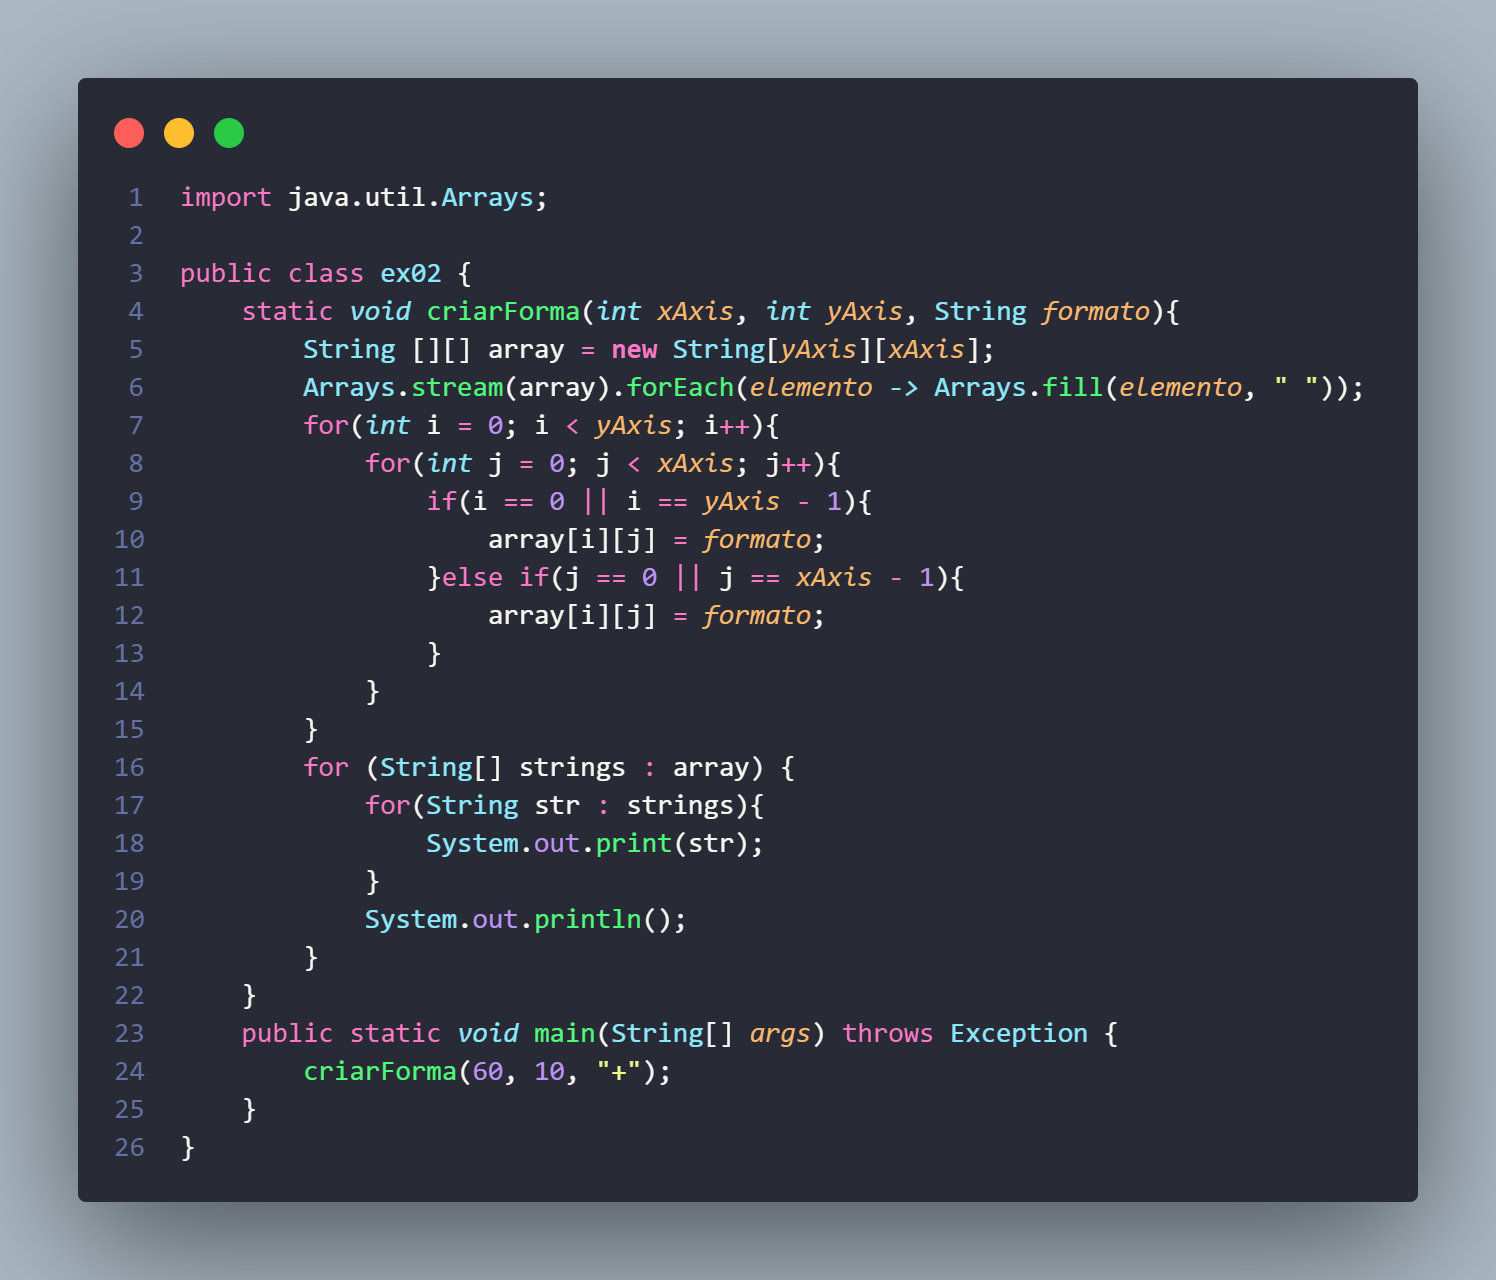 1 import java.util.Arrays;
2
3 public class ex02 {
4     static void criarForma(int xAxis, int yAxis, String formato){
5         String [][] array = new String[yAxis][xAxis];
6         Arrays.stream(array).forEach(elemento -> Arrays.fill(elemento, " "));
7         for(int i = 0; i < yAxis; i++){
8             for(int j = 0; j < xAxis; j++){
9                 if(i == 0 || i == yAxis - 1){
10                     array[i][j] = formato;
11                 }else if(j == 0 || j == xAxis - 1){
12                     array[i][j] = formato;
13                 }
14             }
15         }
16         for (String[] strings : array) {
17             for(String str : strings){
18                 System.out.print(str);
19             }
20             System.out.println();
21         }
22     }
23     public static void main(String[] args) throws Exception {
24         criarForma(60, 10, "+");
25     }
26 }